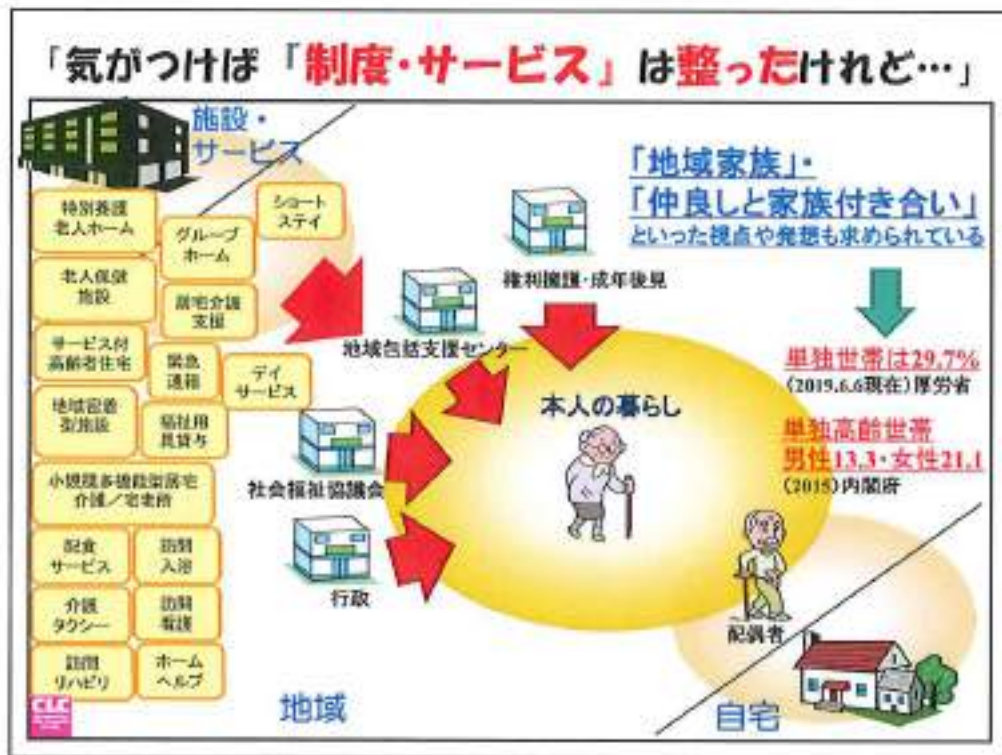 「気がつけば『制度・サービス』は整ったけれど…」
施設・
サービス
特別養護
老人ホーム
グループ
ホーム
ショート
ステイ
老人保健
施設
居宅介護
支援
サービス付
高齢者住宅
緊急
通報
デイ
サービス
地域密着
型施設
福祉用
具貸与
小規模多機能型居宅
介護/宅老所
配食
サービス
訪問
入浴
介護
タクシー
訪問
看護
訪問
リハビリ
ホーム
ヘルプ
CLC
権利擁護・成年後見
地域包括支援センター
社会福祉協議会
行政
地域
本人の暮らし
配偶者
自宅
「地域家族」・
「仲良しと家族付き合い」
といった視点や発想も求められている
単独世帯は29.7%
(2019.6.6現在)厚労省
単独高齢世帯
男性13.3・女性21.1
(2015)内閣府